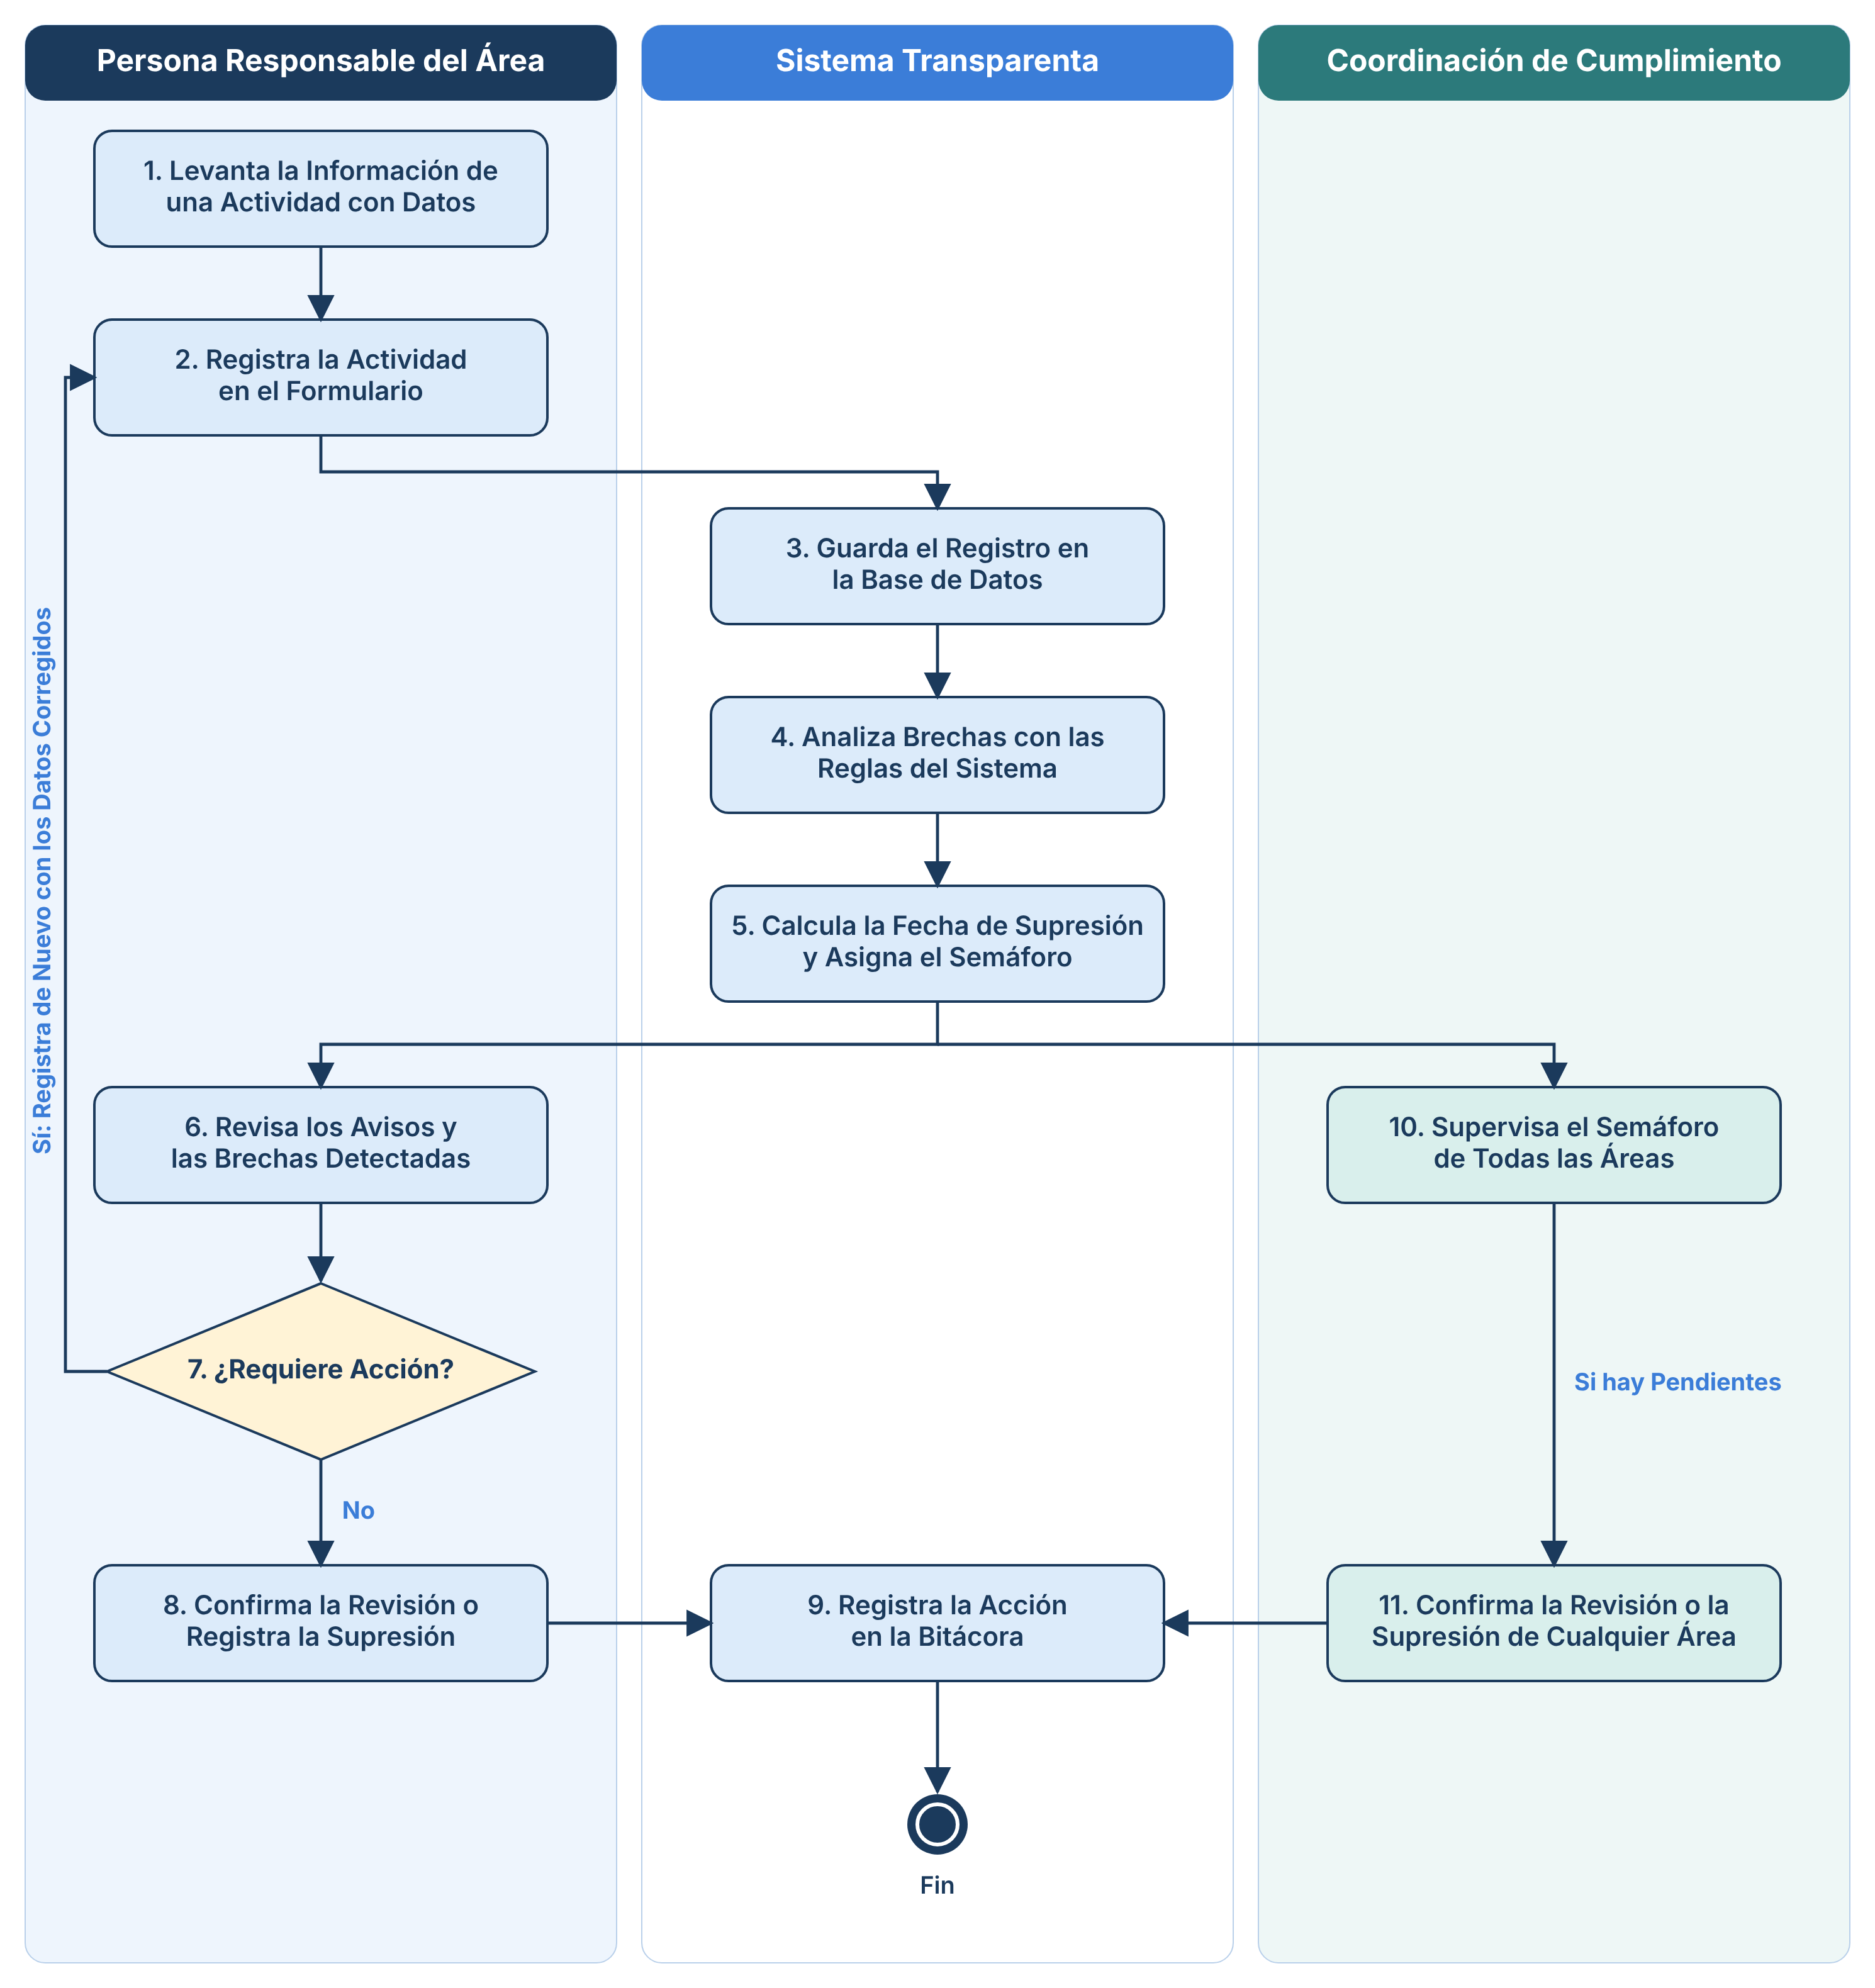 Persona Responsable del Área
Sistema Transparenta
Coordinación de Cumplimiento
1. Levanta la Información de
una Actividad con Datos
2. Registra la Actividad
en el Formulario
3. Guarda el Registro en
la Base de Datos
4. Analiza Brechas con las
Reglas del Sistema
5. Calcula la Fecha de Supresión
y Asigna el Semáforo
Sí: Registra de Nuevo con los Datos Corregidos
6. Revisa los Avisos y
las Brechas Detectadas
10. Supervisa el Semáforo
de Todas las Áreas
7. ¿Requiere Acción?
Si hay Pendientes
No
8. Confirma la Revisión o
Registra la Supresión
9. Registra la Acción
en la Bitácora
11. Confirma la Revisión o la
Supresión de Cualquier Área
Fin